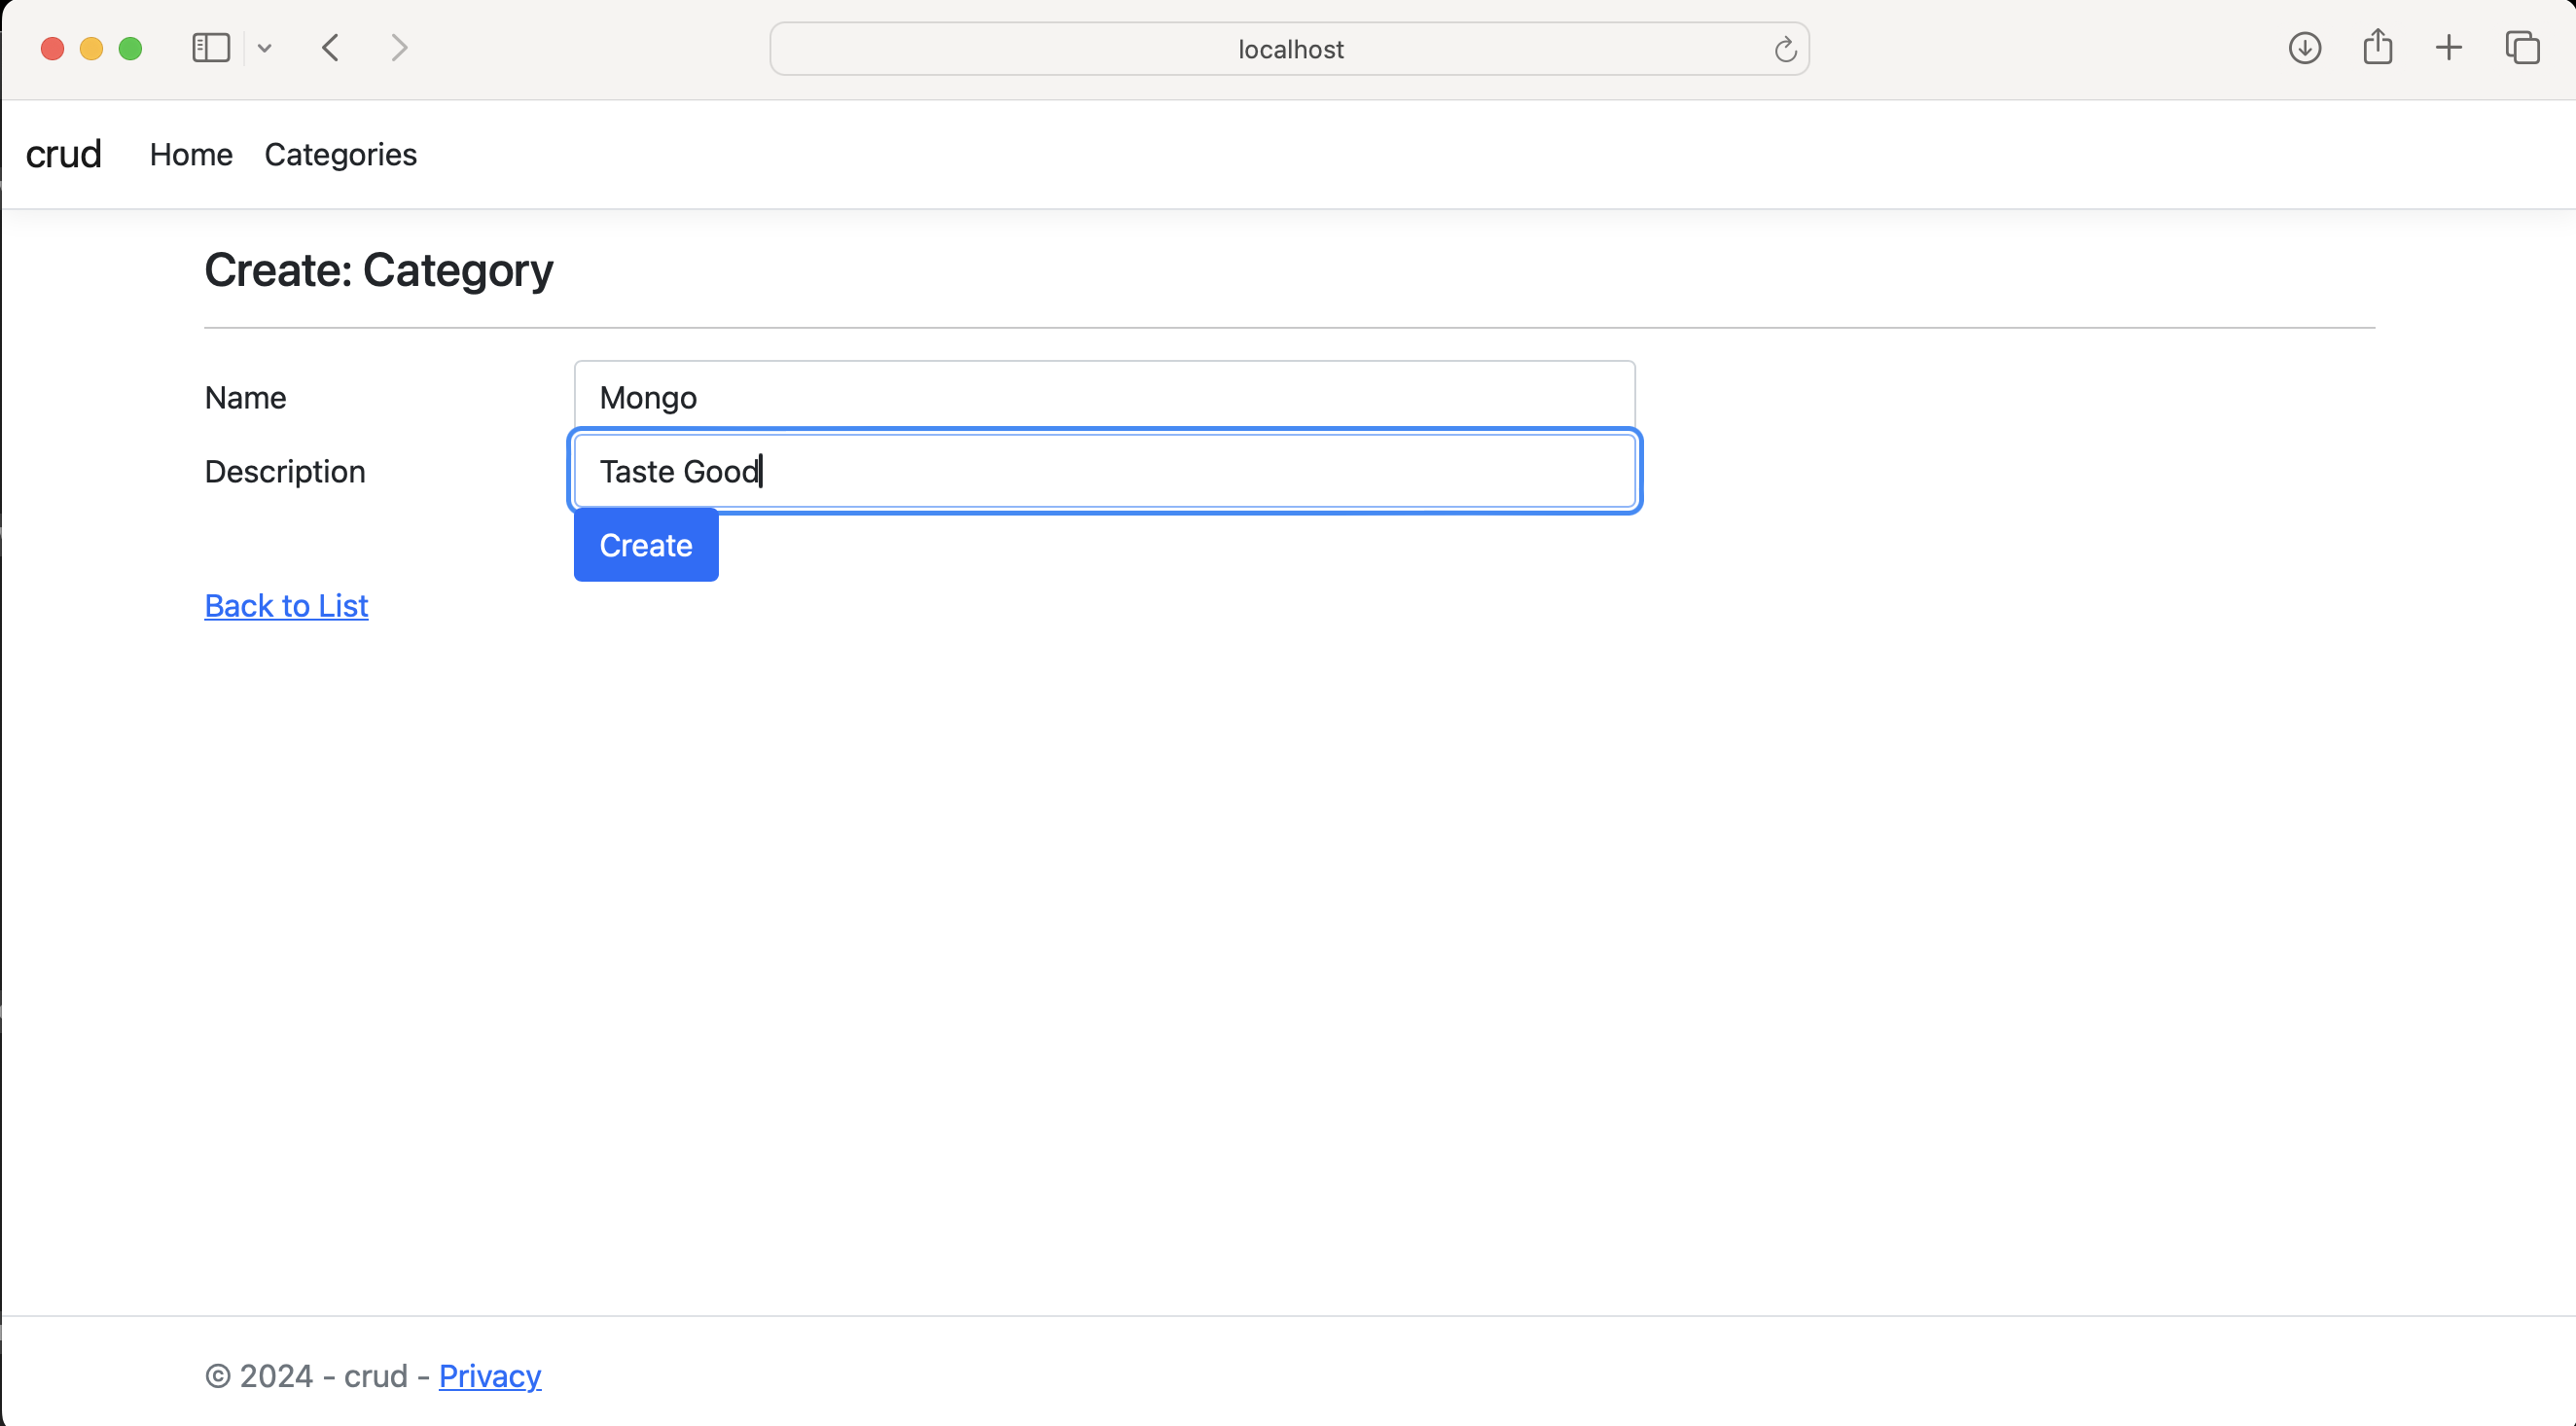 localhost
crud Home Categories
Create: Category
Name Mongo
Description Taste Good
Create
Back to List
© 2024 - crud - Privacy